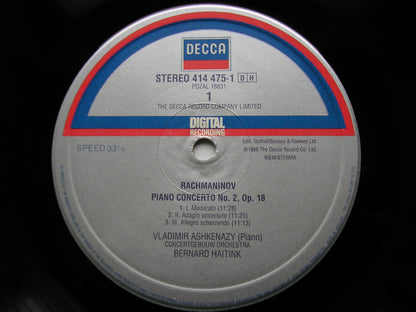 DECCA
STEREO 414 475-1 DH
PDZAL 18831
1
THE DECCA RECORD COMPANY LIMITED
DIGITAL
RECORDING
Edit. Gutheil/Boosey & Hawkes Ltd.
1986 The Decca Record Co. Ltd.
BIEM/STEMRA
SPEED 33⅓
RACHMANINOV
PIANO CONCERTO No. 2, Op. 18
1. I. Moderato (11:28)
2. II. Adagio sostenuto (11:25)
3. III. Allegro scherzando (11:13)
VLADIMIR ASHKENAZY (Piano)
CONCERTGEBOUW ORCHESTRA
BERNARD HAITINK